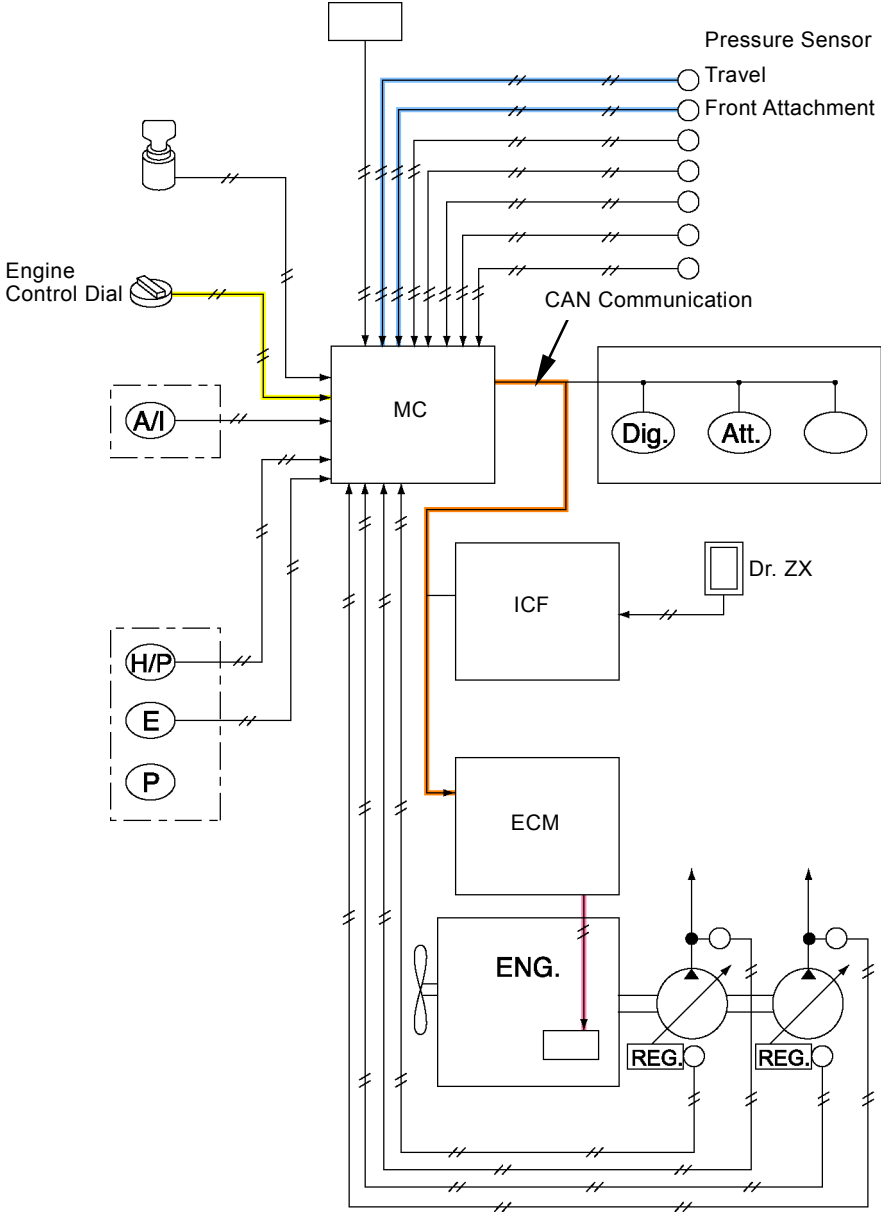 Pressure Sensor
Travel
Front Attachment
Engine
Control Dial
CAN Communication
A/I
MC
Dig.
Att.
ICF
Dr. ZX
H/P
E
P
ECM
ENG.
REG.
REG.